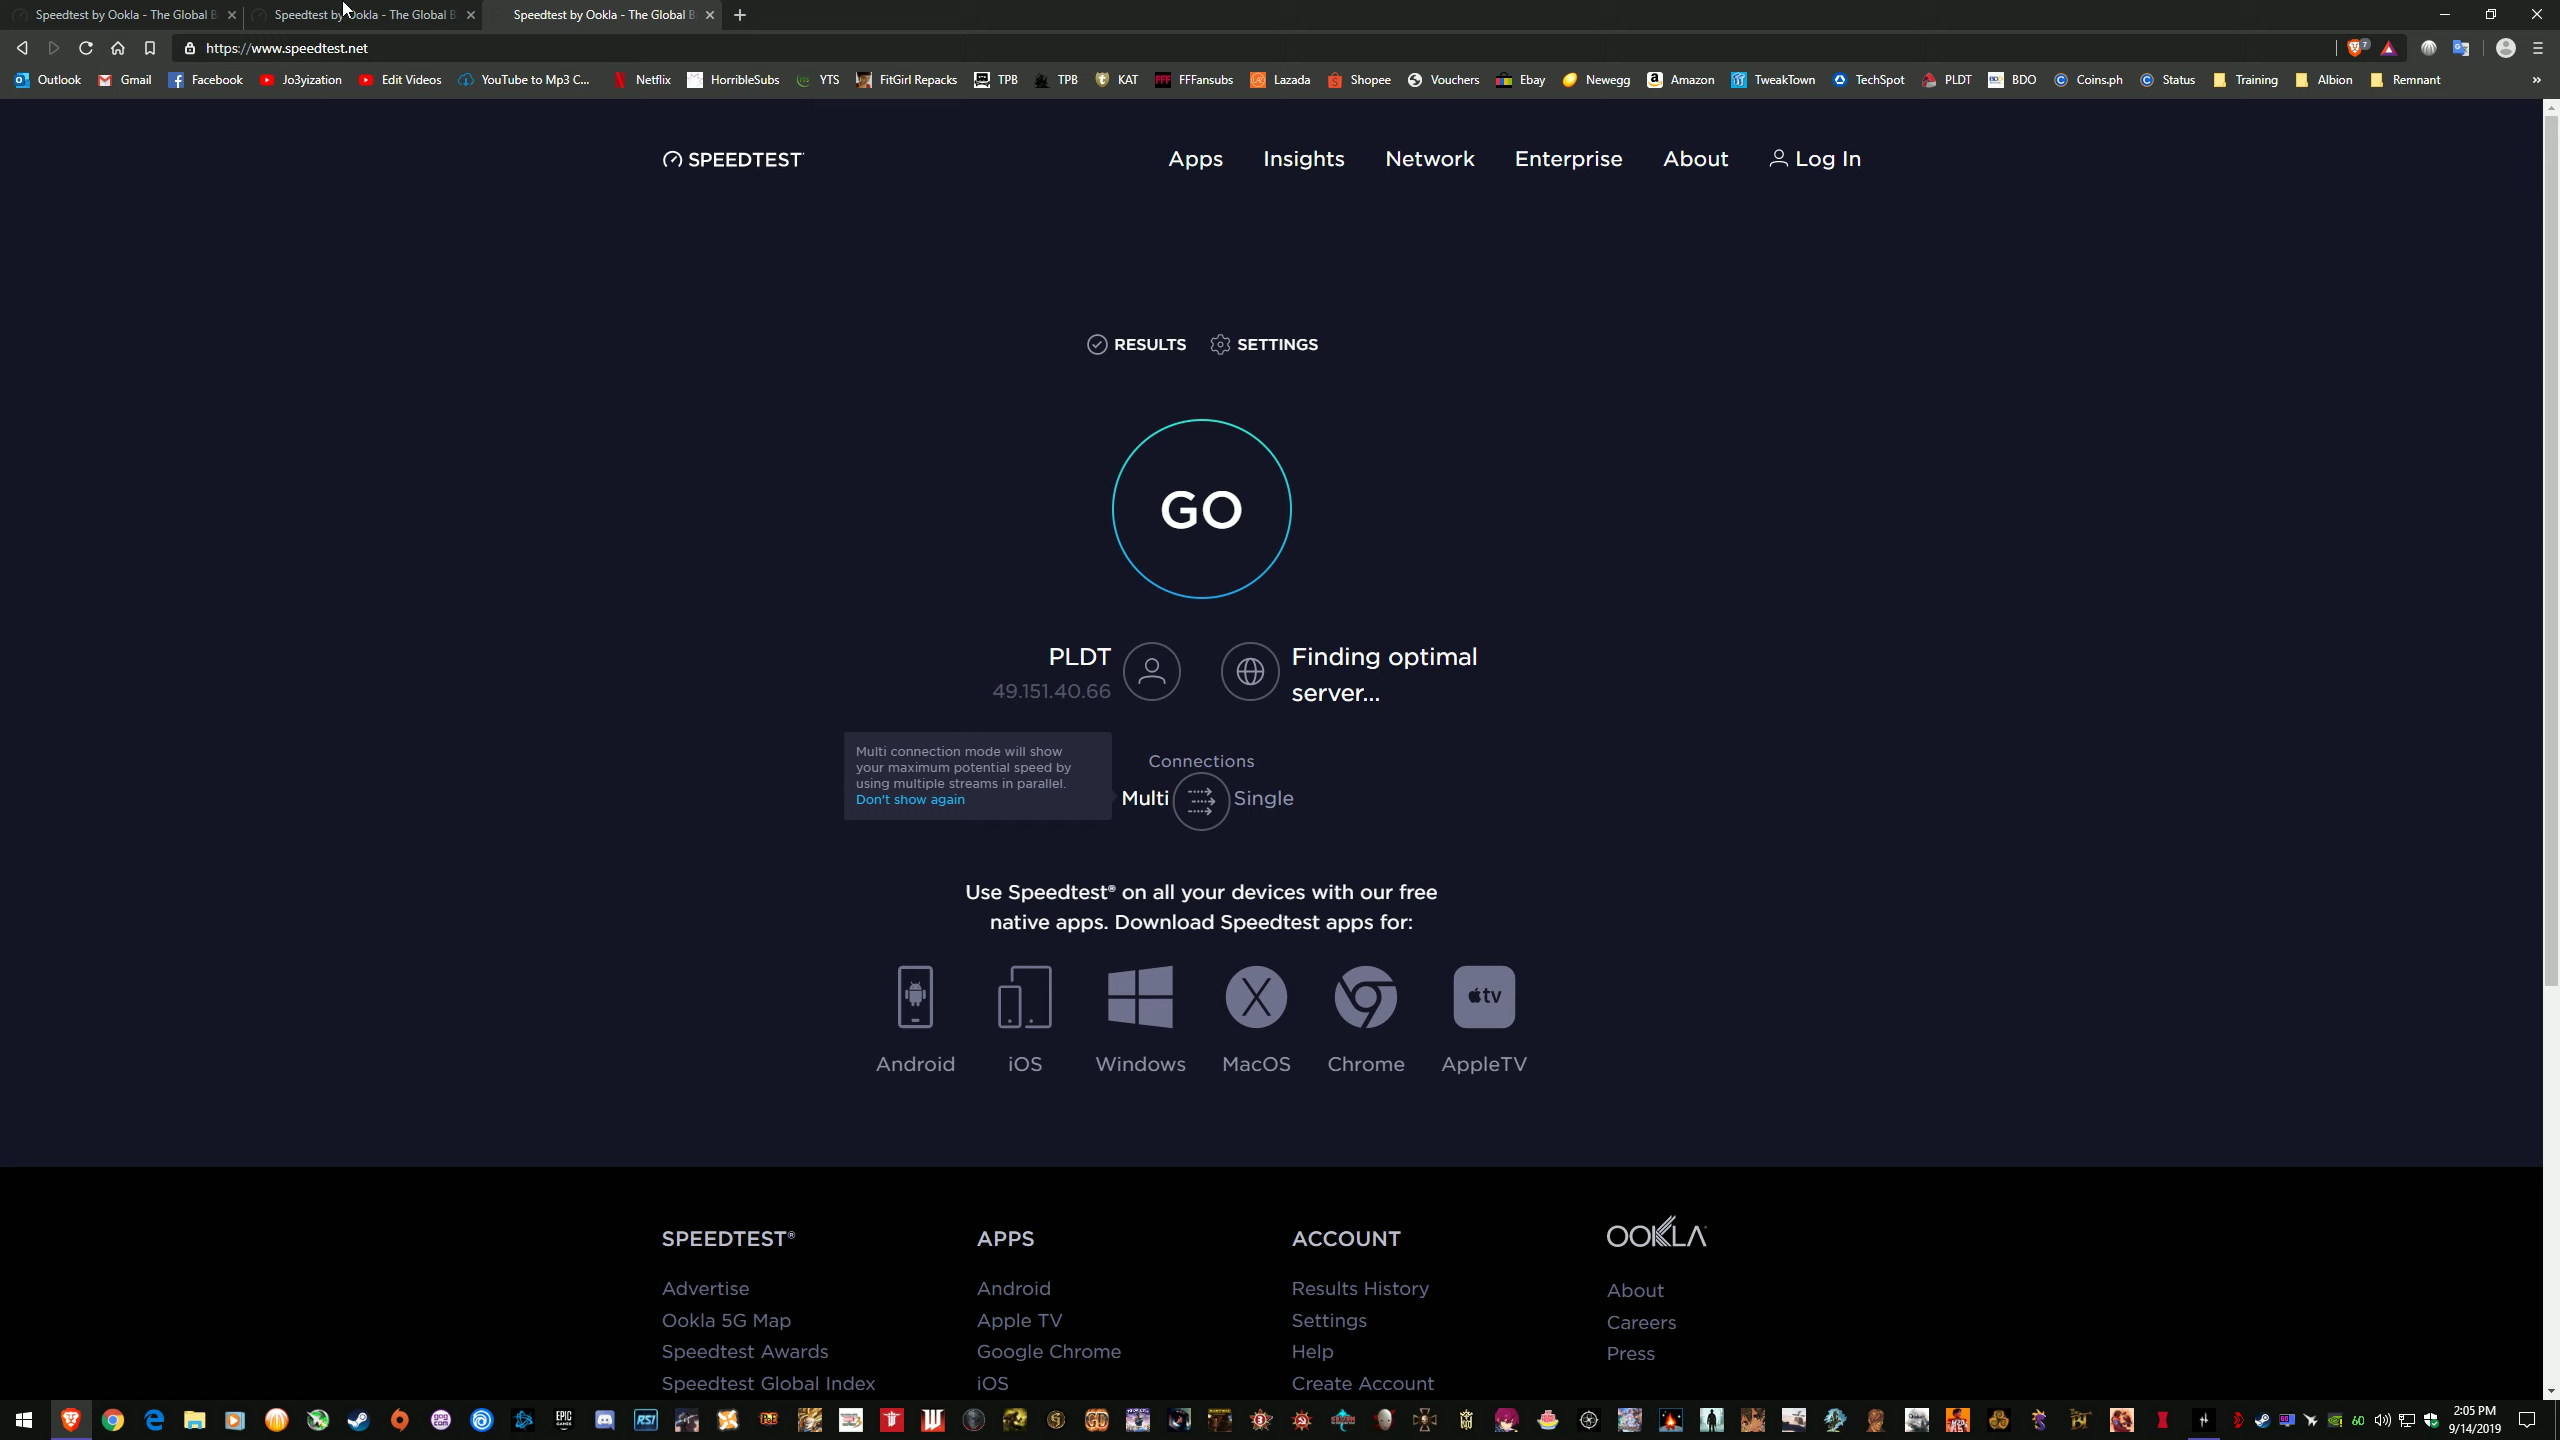 Speedtest by Ookla - The Global B
Speedtest by Ookla - The Global B
Speedtest by Ookla - The Global B
https://www.speedtest.net
Outlook Gmail Facebook Jo3yization Edit Videos YouTube to Mp3 C... Netflix HorribleSubs YTS FitGirl Repacks TPB TPB KAT FFFansubs Lazada Shopee Vouchers Ebay Newegg Amazon TweakTown TechSpot PLDT BDO Coins.ph Status Training Albion Remnant »
SPEEDTEST
Apps Insights Network Enterprise About Log In
RESULTS SETTINGS
GO
PLDT
49.151.40.66
Finding optimal
server...
Multi connection mode will show
your maximum potential speed by
using multiple streams in parallel.
Don't show again
Connections
Multi Single
Use Speedtest® on all your devices with our free
native apps. Download Speedtest apps for:
tv
Android iOS Windows MacOS Chrome AppleTV
SPEEDTEST®
Advertise
Ookla 5G Map
Speedtest Awards
Speedtest Global Index
APPS
Android
Apple TV
Google Chrome
iOS
ACCOUNT
Results History
Settings
Help
Create Account
OOKLA
About
Careers
Press
2:05 PM
9/14/2019